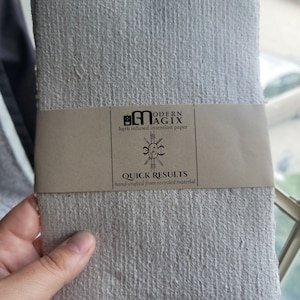 MODERN
MAGIX
herb infused intention paper
QUICK RESULTS
hand crafted from recycled material